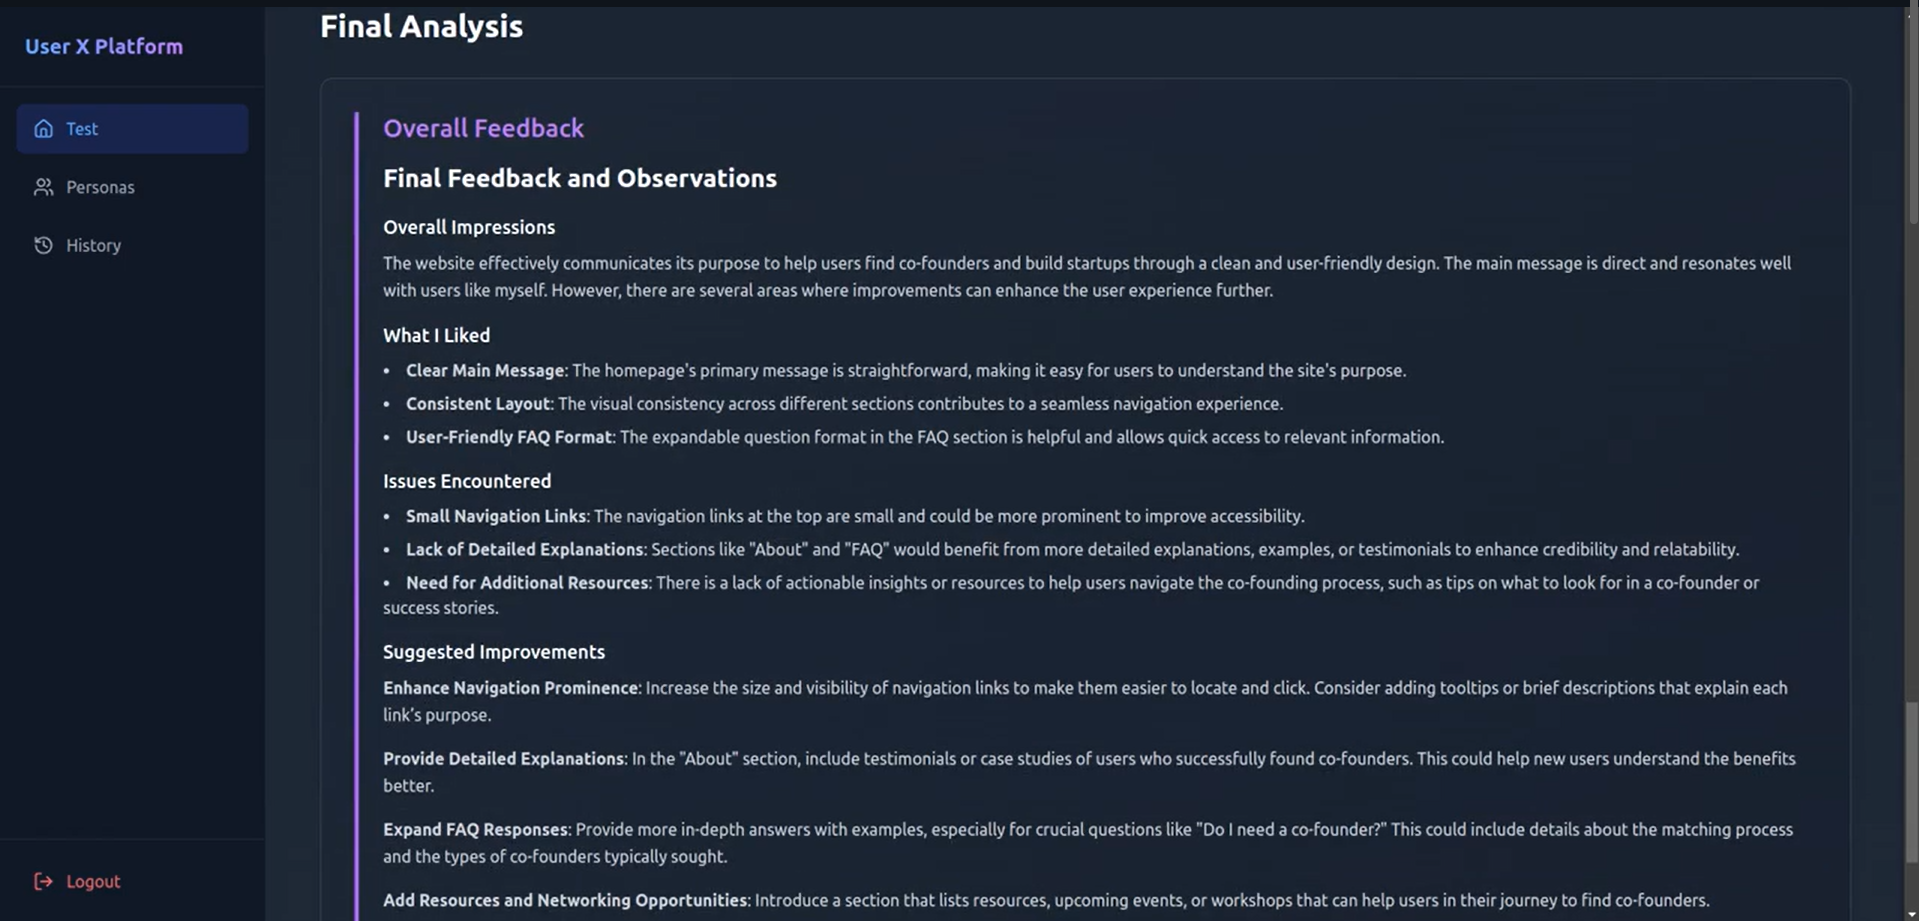 User X Platform
Test
Personas
History
Logout
Final Analysis
Overall Feedback
Final Feedback and Observations
Overall Impressions
The website effectively communicates its purpose to help users find co-founders and build startups through a clean and user-friendly design. The main message is direct and resonates well
with users like myself. However, there are several areas where improvements can enhance the user experience further.
What I Liked
• Clear Main Message: The homepage's primary message is straightforward, making it easy for users to understand the site's purpose.
• Consistent Layout: The visual consistency across different sections contributes to a seamless navigation experience.
• User-Friendly FAQ Format: The expandable question format in the FAQ section is helpful and allows quick access to relevant information.
Issues Encountered
• Small Navigation Links: The navigation links at the top are small and could be more prominent to improve accessibility.
• Lack of Detailed Explanations: Sections like "About" and "FAQ" would benefit from more detailed explanations, examples, or testimonials to enhance credibility and relatability.
• Need for Additional Resources: There is a lack of actionable insights or resources to help users navigate the co-founding process, such as tips on what to look for in a co-founder or
success stories.
Suggested Improvements
Enhance Navigation Prominence: Increase the size and visibility of navigation links to make them easier to locate and click. Consider adding tooltips or brief descriptions that explain each
link’s purpose.
Provide Detailed Explanations: In the "About" section, include testimonials or case studies of users who successfully found co-founders. This could help new users understand the benefits
better.
Expand FAQ Responses: Provide more in-depth answers with examples, especially for crucial questions like "Do I need a co-founder?" This could include details about the matching process
and the types of co-founders typically sought.
Add Resources and Networking Opportunities: Introduce a section that lists resources, upcoming events, or workshops that can help users in their journey to find co-founders.